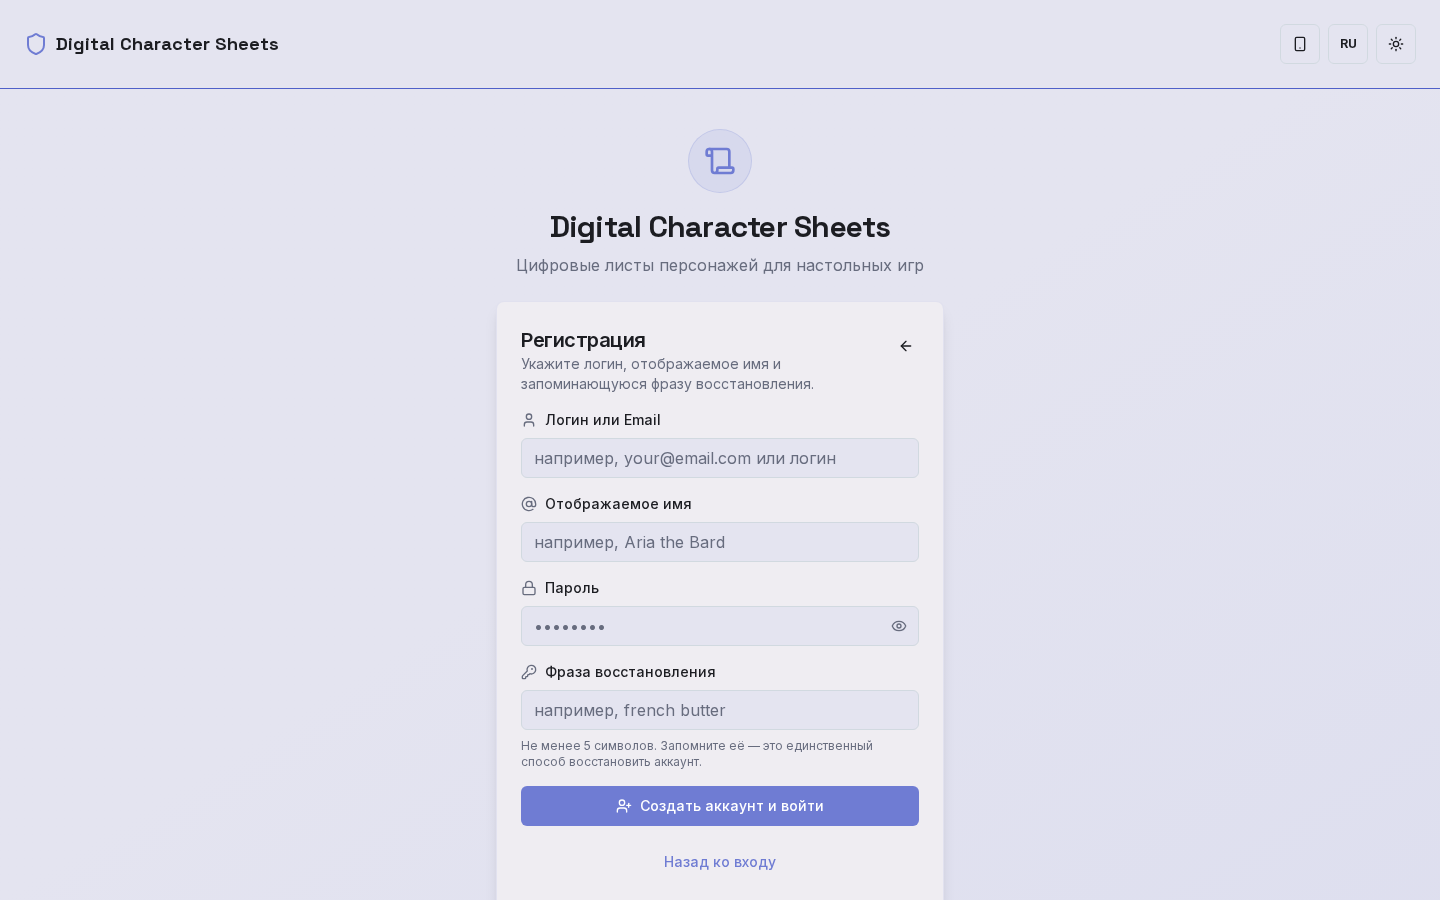 Digital Character Sheets
RU
Digital Character Sheets
Цифровые листы персонажей для настольных игр
Регистрация
Укажите логин, отображаемое имя и
запоминающуюся фразу восстановления.
Логин или Email
например, your@email.com или логин
Отображаемое имя
например, Aria the Bard
Пароль
••••••••
Фраза восстановления
например, french butter
Не менее 5 символов. Запомните её — это единственный
способ восстановить аккаунт.
Создать аккаунт и войти
Назад ко входу